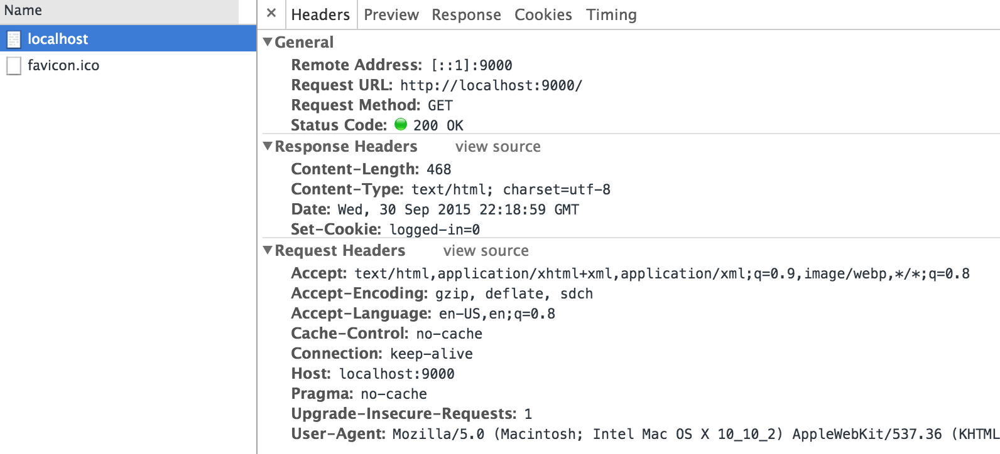 Name
localhost
favicon.ico
× Headers Preview Response Cookies Timing
▼General
Remote Address: [::1]:9000
Request URL: http://localhost:9000/
Request Method: GET
Status Code: 200 OK
▼Response Headers view source
Content-Length: 468
Content-Type: text/html; charset=utf-8
Date: Wed, 30 Sep 2015 22:18:59 GMT
Set-Cookie: logged-in=0
▼Request Headers view source
Accept: text/html,application/xhtml+xml,application/xml;q=0.9,image/webp,*/*;q=0.8
Accept-Encoding: gzip, deflate, sdch
Accept-Language: en-US,en;q=0.8
Cache-Control: no-cache
Connection: keep-alive
Host: localhost:9000
Pragma: no-cache
Upgrade-Insecure-Requests: 1
User-Agent: Mozilla/5.0 (Macintosh; Intel Mac OS X 10_10_2) AppleWebKit/537.36 (KHTML